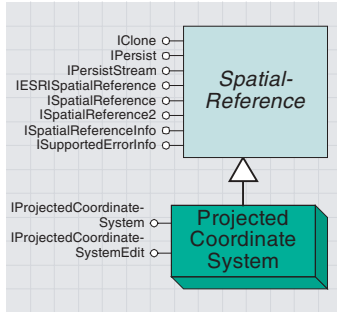 IClone
IPersist
IPersistStream
IESRISpatialReference
ISpatialReference
ISpatialReference2
ISpatialReferenceInfo
ISupportedErrorInfo
Spatial-
Reference
IProjectedCoordinate-
System
IProjectedCoordinate-
SystemEdit
Projected
Coordinate
System